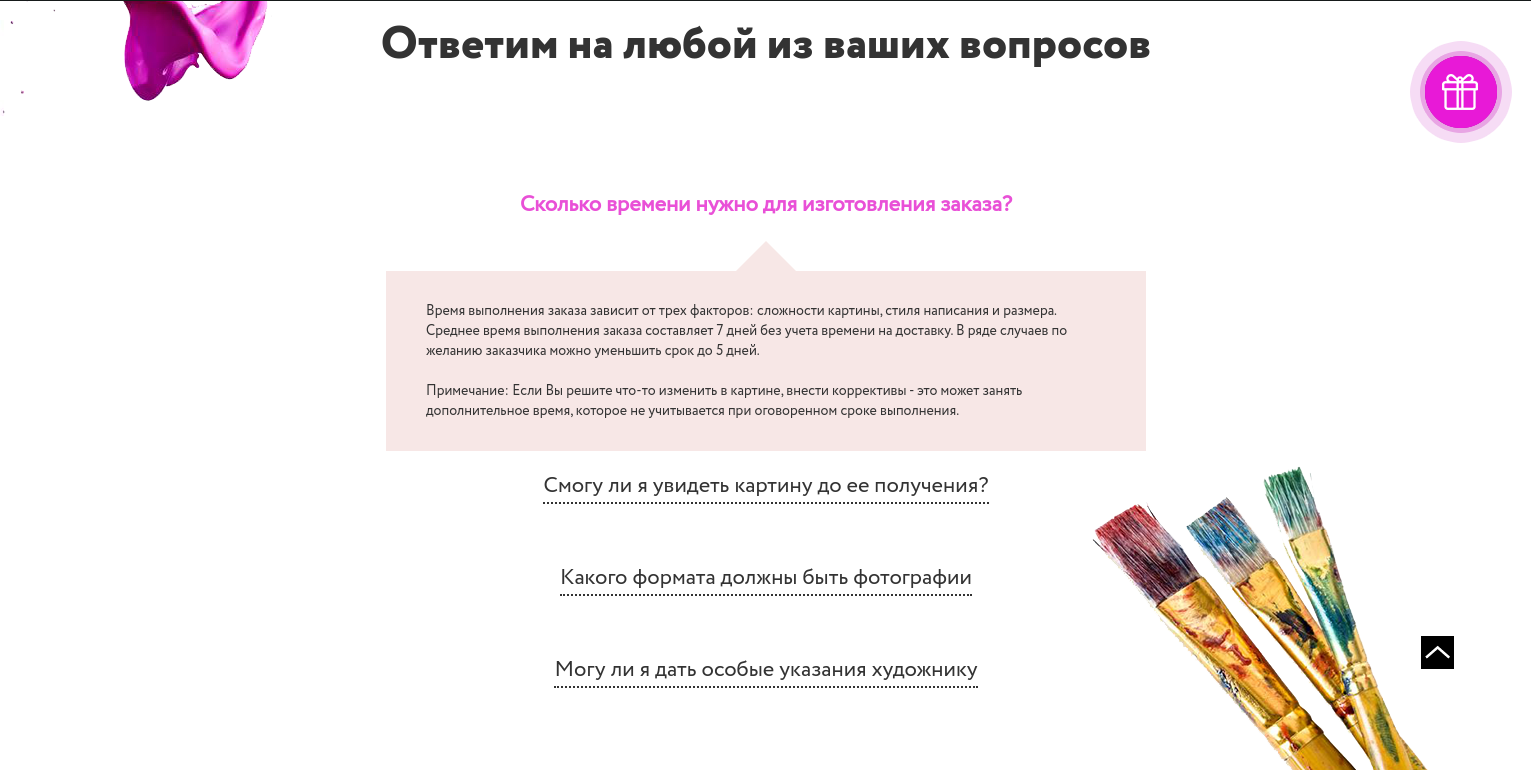 Ответим на любой из ваших вопросов
Сколько времени нужно для изготовления заказа?
Время выполнения заказа зависит от трех факторов: сложности картины, стиля написания и размера.
Среднее время выполнения заказа составляет 7 дней без учета времени на доставку. В ряде случаев по
желанию заказчика можно уменьшить срок до 5 дней.
Примечание: Если Вы решите что-то изменить в картине, внести коррективы - это может занять
дополнительное время, которое не учитывается при оговоренном сроке выполнения.
Смогу ли я увидеть картину до ее получения?
Какого формата должны быть фотографии
Могу ли я дать особые указания художнику